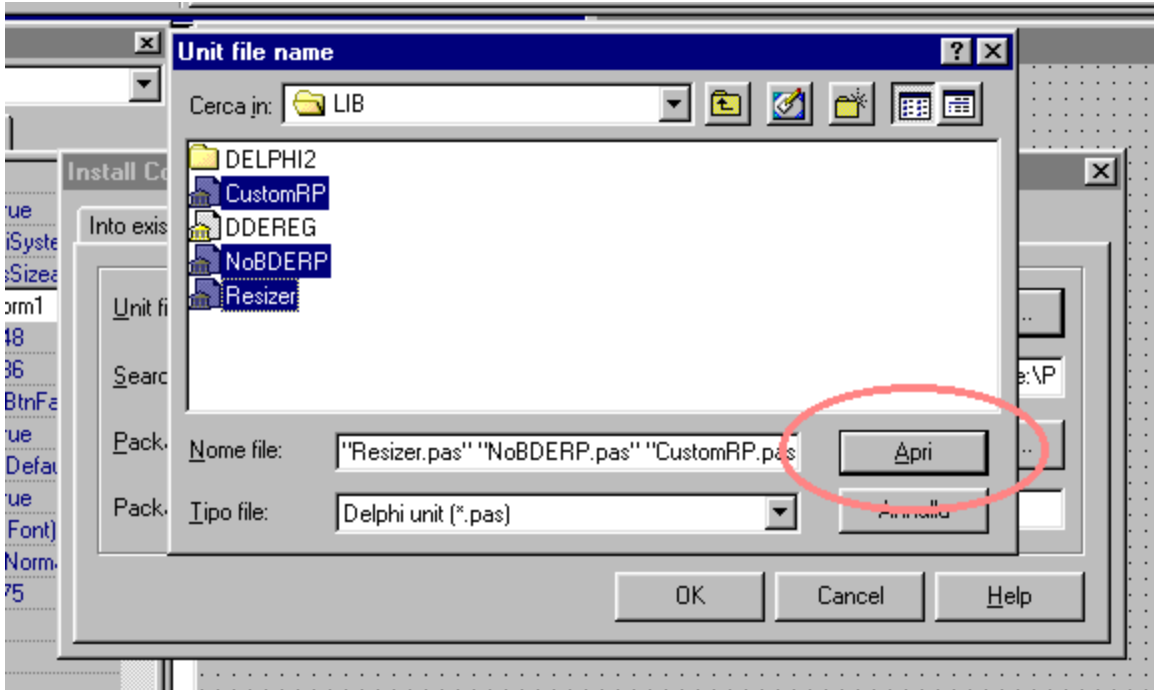 Unit file name
Cerca in: LIB
DELPHI2
CustomRP
DDEREG
NoBDERP
Resizer
Nome file: "Resizer.pas" "NoBDERP.pas" "CustomRP.pas
Apri
Tipo file: Delphi unit (*.pas)
Annulla
Install Co
Into exis
Unit fi
..
Searc
e:\P
Pack
..
Pack
OK Cancel Help
rue
iSyste
sSizea
orm1
48
36
BtnFa
rue
Defau
rue
Font)
Norm
75